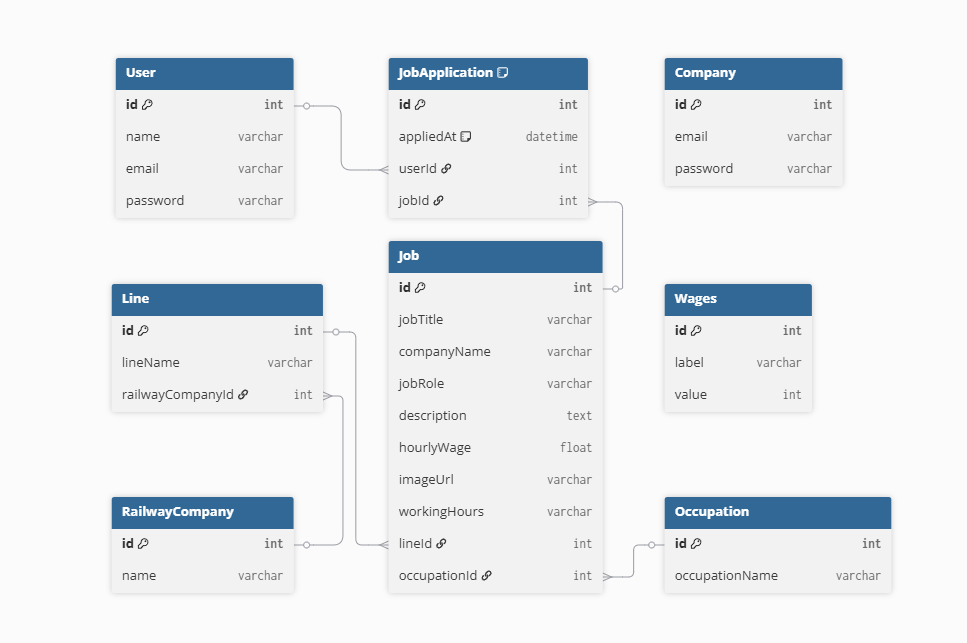 User
id int
name varchar
email varchar
password varchar
JobApplication
id int
appliedAt datetime
userId int
jobId int
Company
id int
email varchar
password varchar
Line
id int
lineName varchar
railwayCompanyId int
Job
id int
jobTitle varchar
companyName varchar
jobRole varchar
description text
hourlyWage float
imageUrl varchar
workingHours varchar
lineId int
occupationId int
Wages
id int
label varchar
value int
RailwayCompany
id int
name varchar
Occupation
id int
occupationName varchar